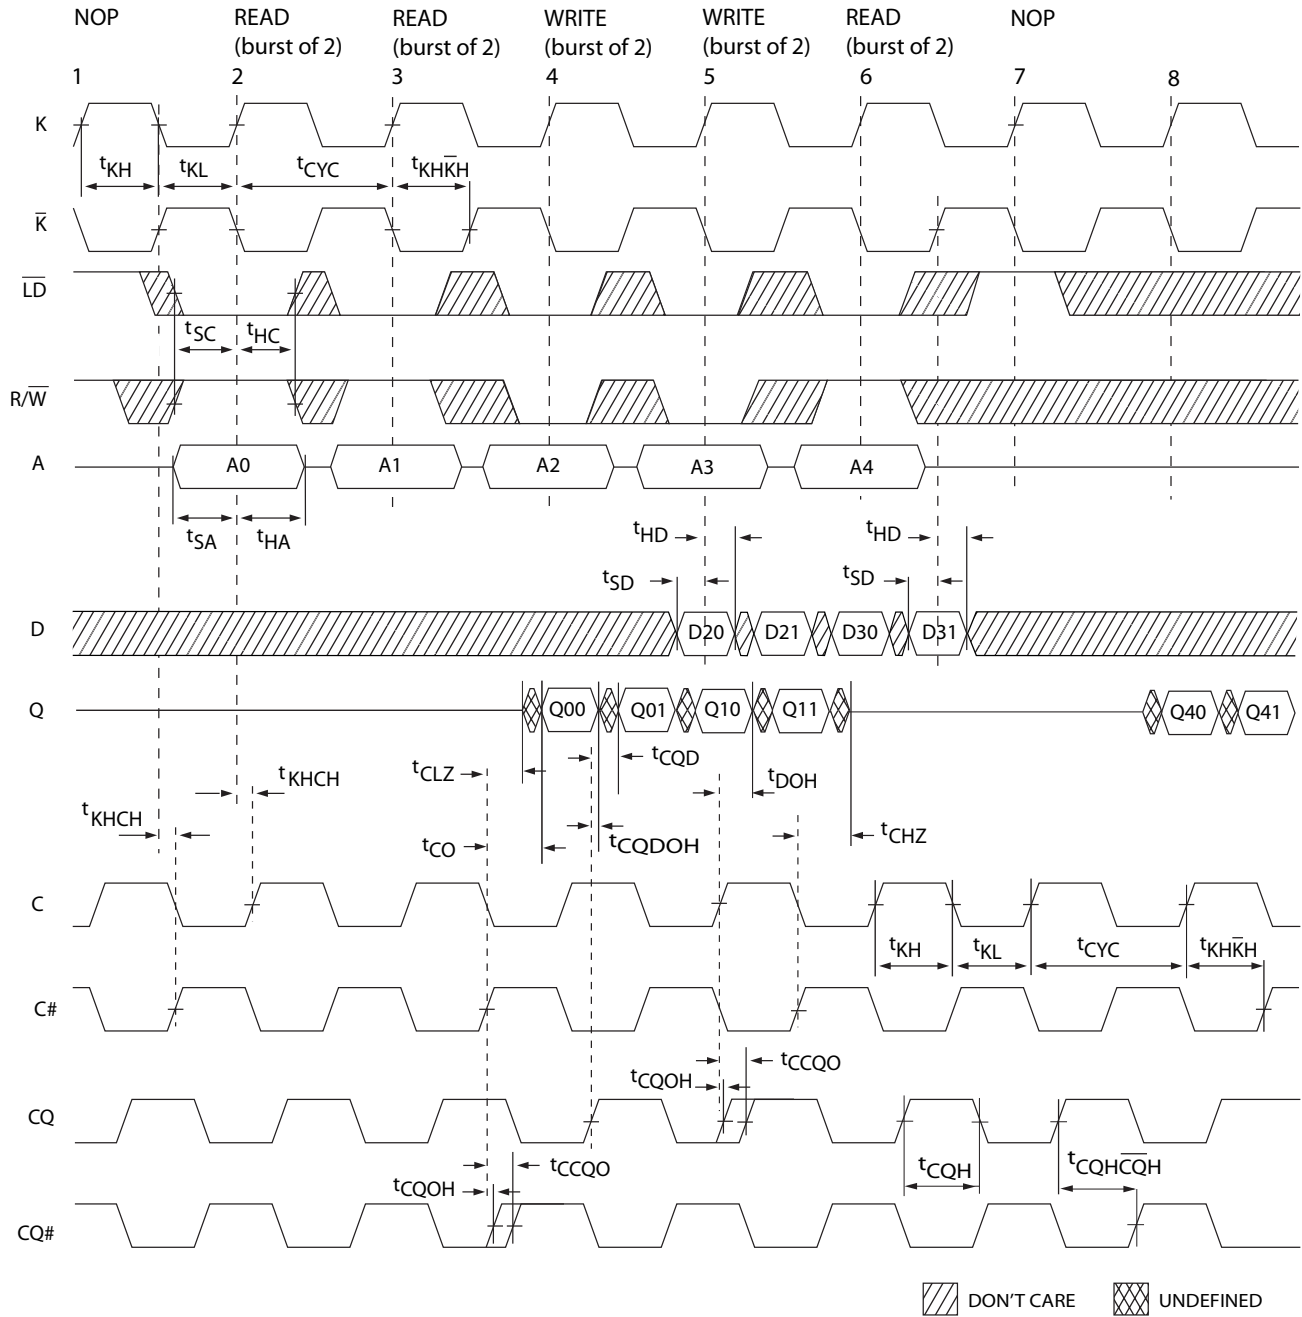 NOP READ READ WRITE WRITE READ NOP
(burst of 2) (burst of 2) (burst of 2) (burst of 2) (burst of 2)
1 2 3 4 5 6 7 8
K
tKH tKL tCYC tKHK̅H
K̅
L̅D̅
tSC tHC
R/W̅
A A0 A1 A2 A3 A4
tSA tHA tHD tHD
tSD tSD
D D20 D21 D30 D31
Q Q00 Q01 Q10 Q11 Q40 Q41
tKHCH tCLZ tCQD tDOH
tKHCH tCO tCQDOH tCHZ
C
tKH tKL tCYC tKHK̅H
C#
tCCQO
tCQOH
CQ
tCCQO tCQH tCQHC̅Q̅H
tCQOH
CQ#
DON'T CARE UNDEFINED